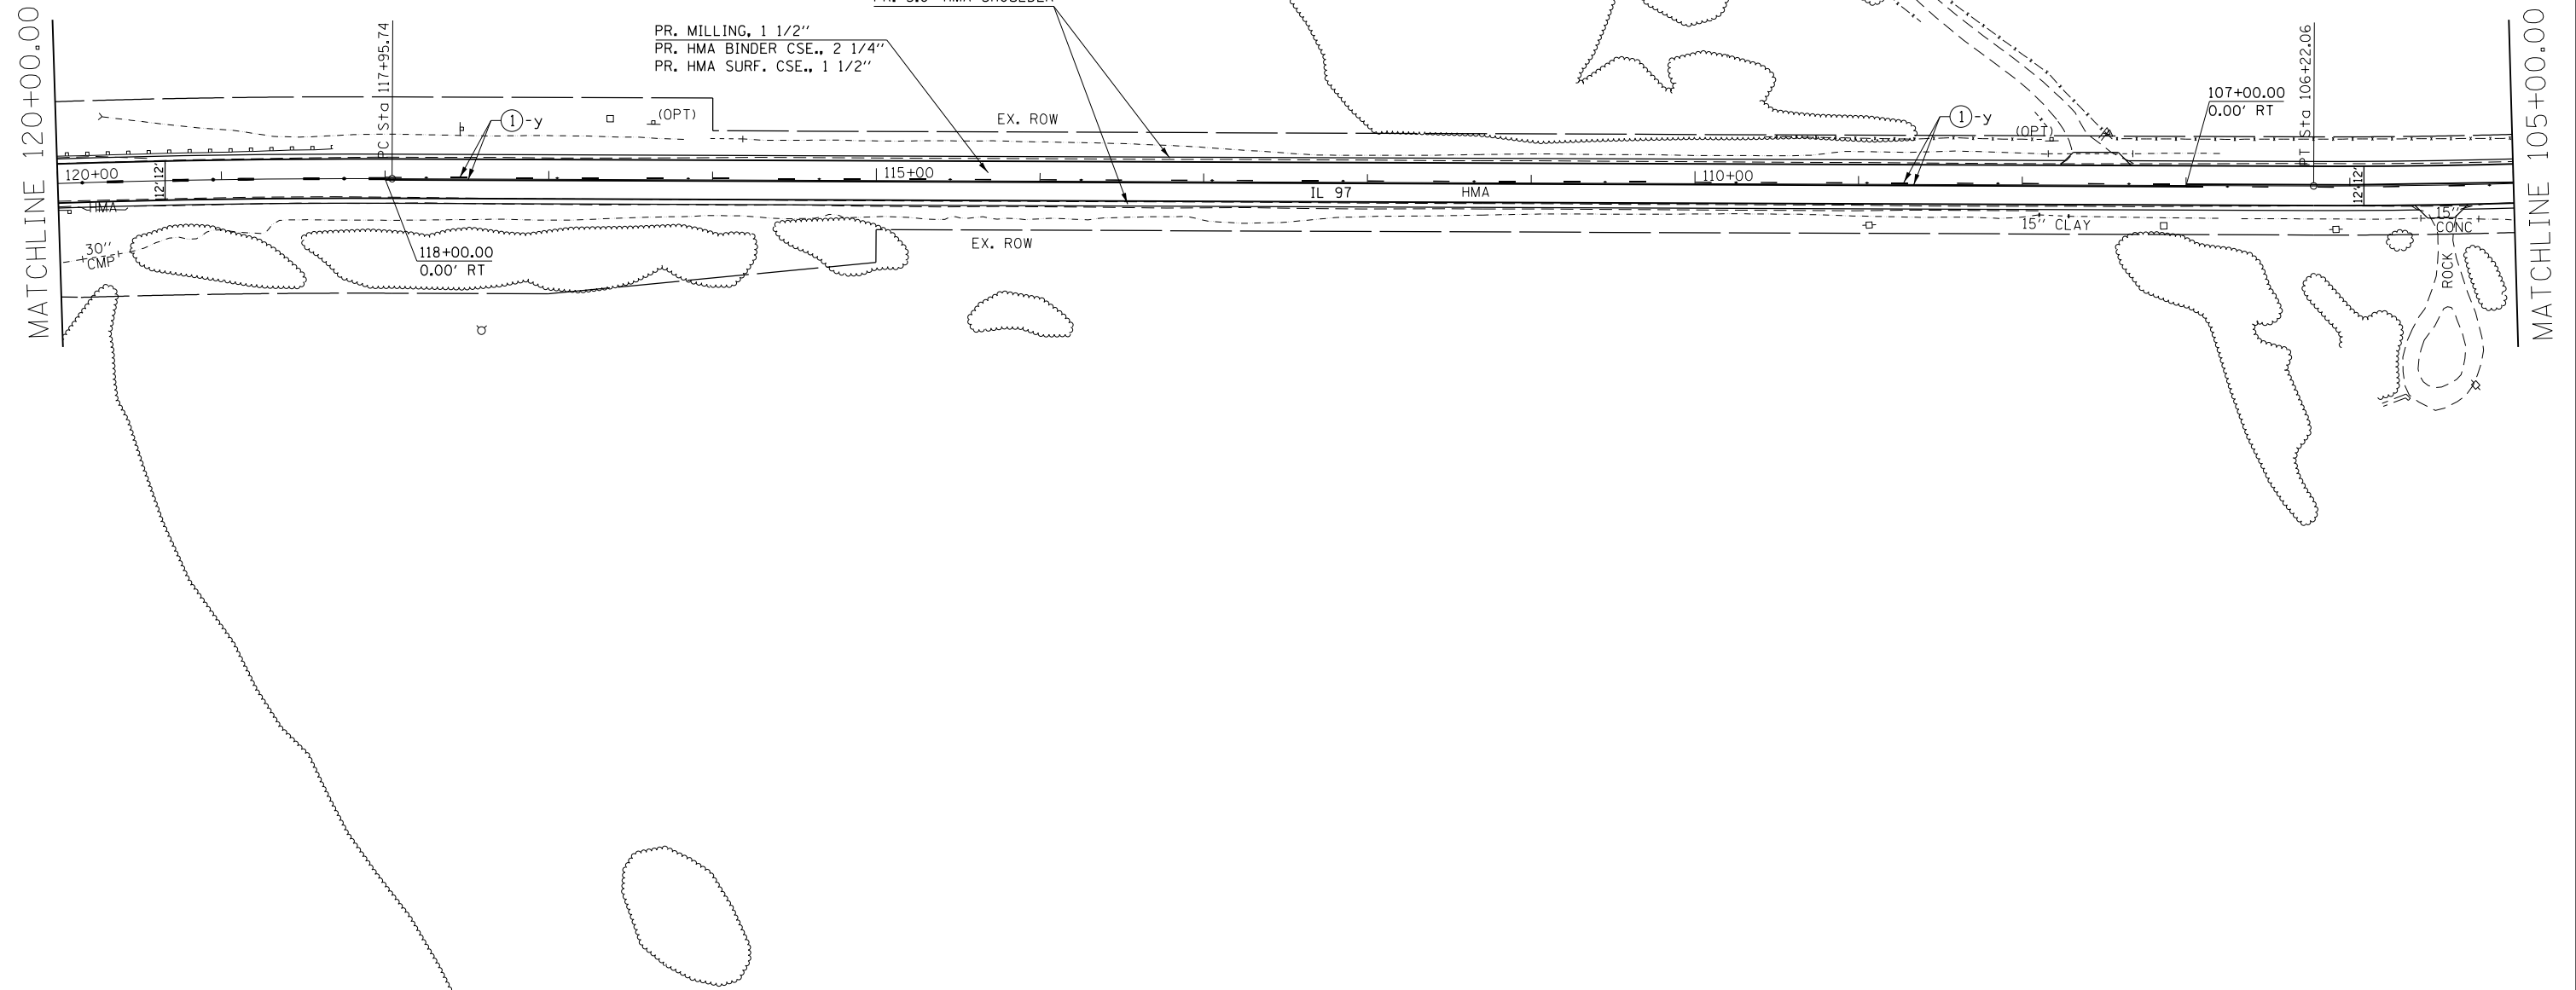 MATCHLINE 120+00.00
PC Sta 117+95.74
PR. MILLING, 1 1/2"
PR. HMA BINDER CSE., 2 1/4"
PR. HMA SURF. CSE., 1 1/2"
1-y
(OPT)
EX. ROW
1-y
(OPT)
107+00.00
0.00' RT
PT Sta 106+22.06
MATCHLINE 105+00.00
120+00
12'
12'
115+00
110+00
IL 97
HMA
12'
12'
HMA
30"
CMP
118+00.00
0.00' RT
EX. ROW
15" CLAY
15"
CONC
ROCK